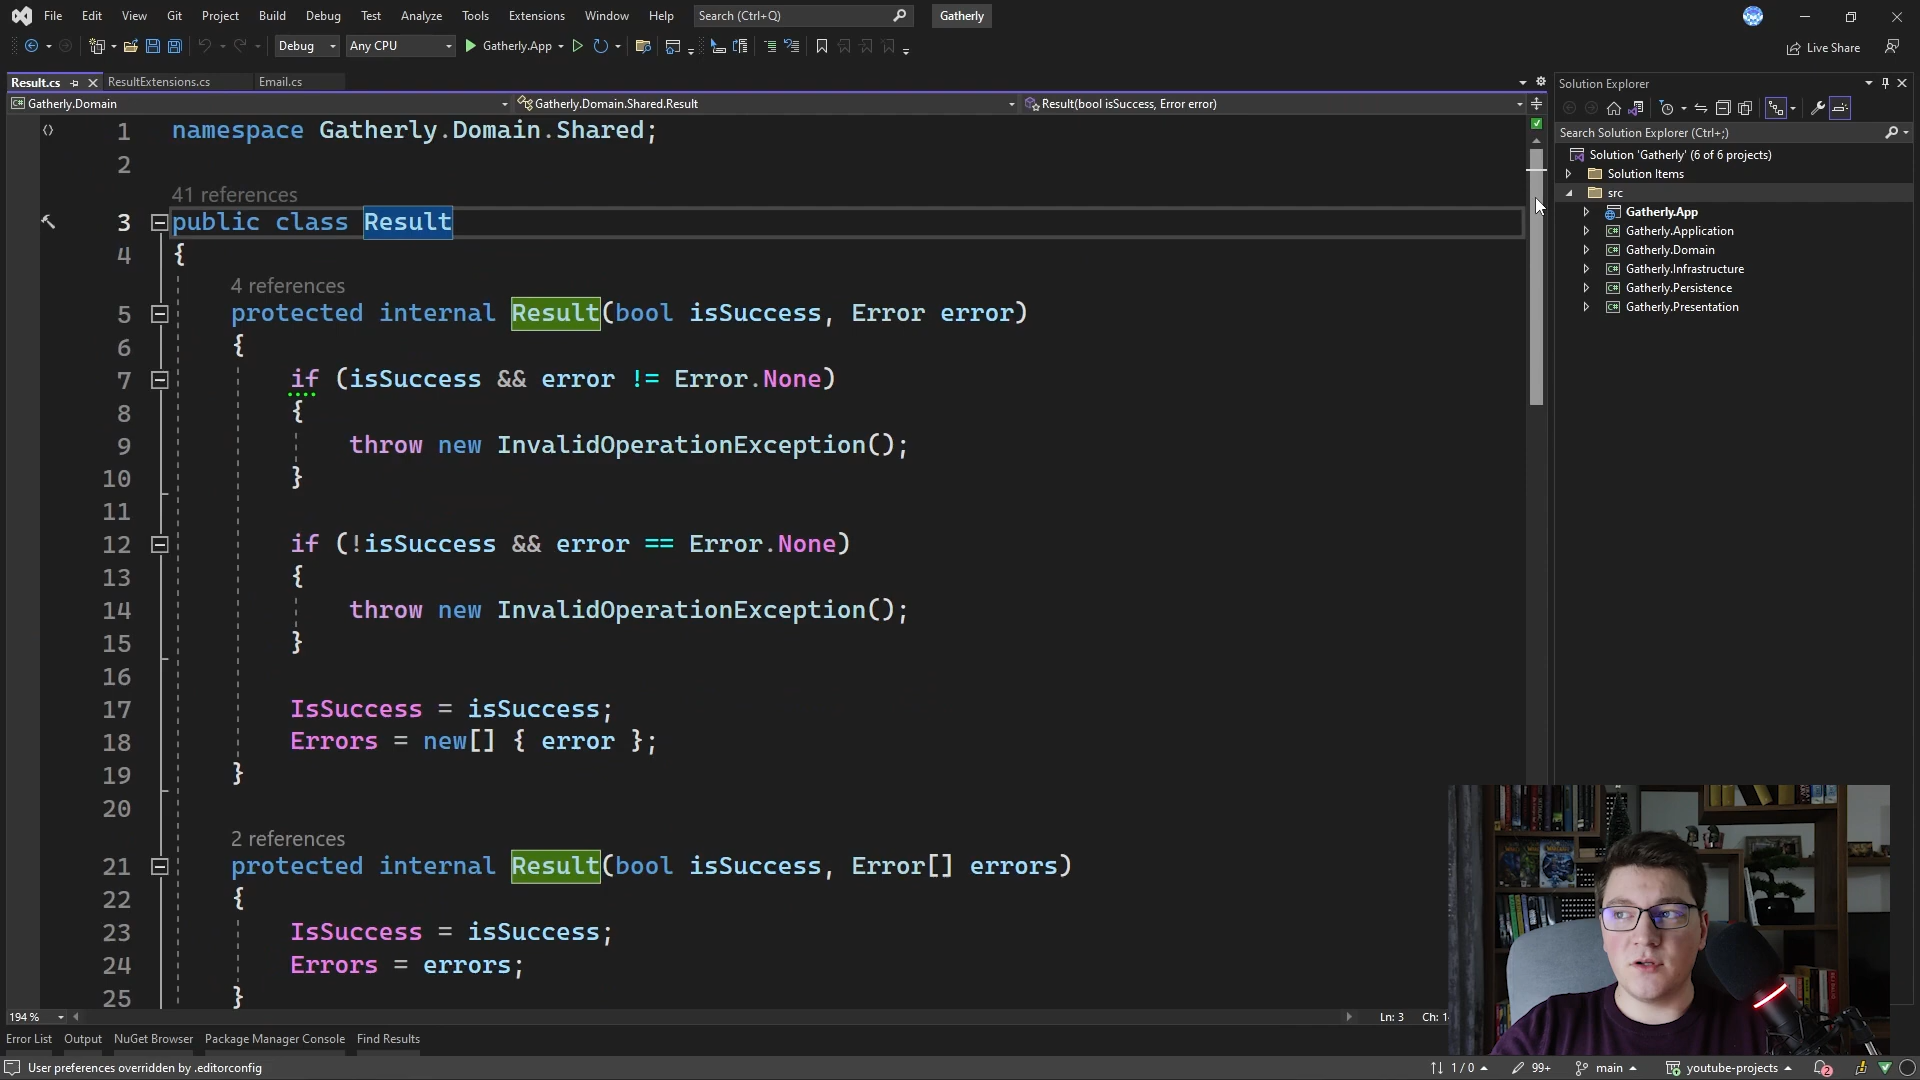 File Edit View Git Project Build Debug Test Analyze Tools Extensions Window Help Search (Ctrl+Q) Gatherly
Debug Any CPU Gatherly.App Live Share
Result.cs ResultExtensions.cs Email.cs
Gatherly.Domain Gatherly.Domain.Shared.Result Result(bool isSuccess, Error error)
1 namespace Gatherly.Domain.Shared;
2
41 references
3 public class Result
4 {
4 references
5 protected internal Result(bool isSuccess, Error error)
6 {
7 if (isSuccess && error != Error.None)
8 {
9 throw new InvalidOperationException();
10 }
11
12 if (!isSuccess && error == Error.None)
13 {
14 throw new InvalidOperationException();
15 }
16
17 IsSuccess = isSuccess;
18 Errors = new[] { error };
19 }
20
2 references
21 protected internal Result(bool isSuccess, Error[] errors)
22 {
23 IsSuccess = isSuccess;
24 Errors = errors;
25 }
194 % Ln: 3 Ch:
Solution Explorer
Search Solution Explorer (Ctrl+;)
Solution 'Gatherly' (6 of 6 projects)
Solution Items
src
Gatherly.App
Gatherly.Application
Gatherly.Domain
Gatherly.Infrastructure
Gatherly.Persistence
Gatherly.Presentation
Error List Output NuGet Browser Package Manager Console Find Results
User preferences overridden by .editorconfig 1 / 0 99+ main youtube-projects 2